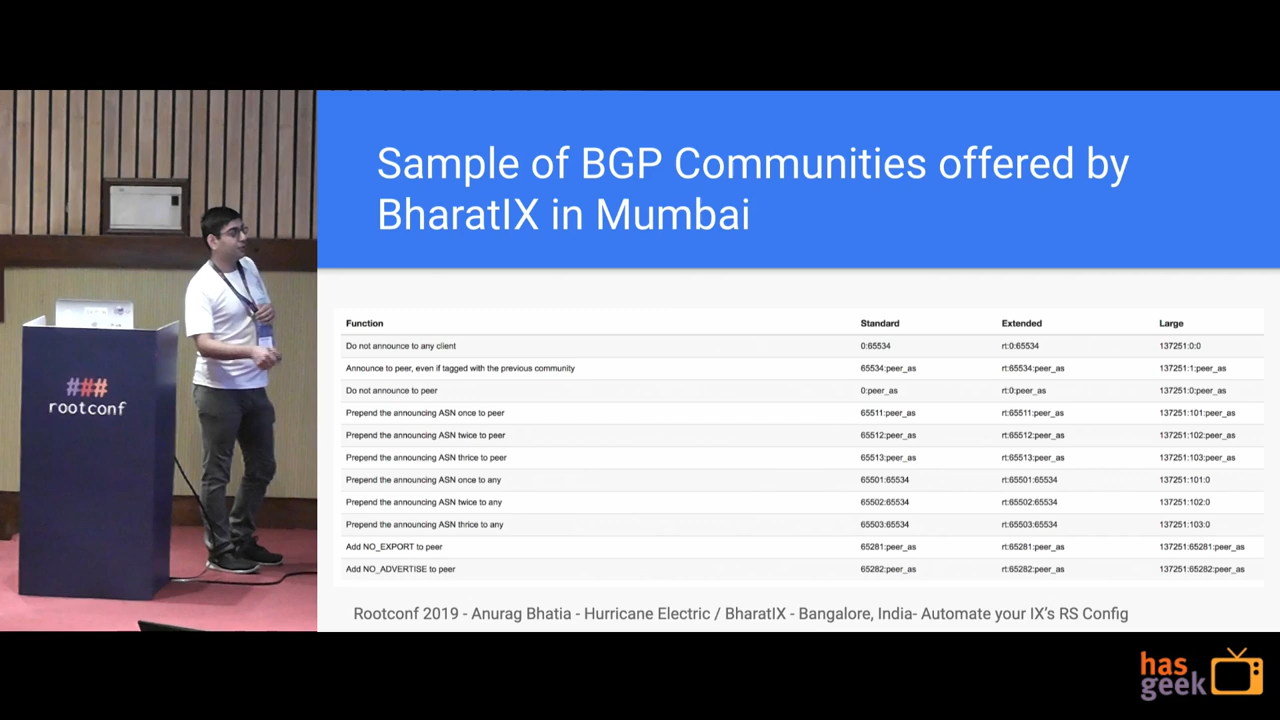 Sample of BGP Communities offered by
BharatIX in Mumbai
Function Standard Extended Large
Do not announce to any client 0:65534 rt:0:65534 137251:0:0
Announce to peer, even if tagged with the previous community 65534:peer_as rt:65534:peer_as 137251:1:peer_as
Do not announce to peer 0:peer_as rt:0:peer_as 137251:0:peer_as
Prepend the announcing ASN once to peer 65511:peer_as rt:65511:peer_as 137251:101:peer_as
Prepend the announcing ASN twice to peer 65512:peer_as rt:65512:peer_as 137251:102:peer_as
Prepend the announcing ASN thrice to peer 65513:peer_as rt:65513:peer_as 137251:103:peer_as
Prepend the announcing ASN once to any 65501:65534 rt:65501:65534 137251:101:0
Prepend the announcing ASN twice to any 65502:65534 rt:65502:65534 137251:102:0
Prepend the announcing ASN thrice to any 65503:65534 rt:65503:65534 137251:103:0
Add NO_EXPORT to peer 65281:peer_as rt:65281:peer_as 137251:65281:peer_as
Add NO_ADVERTISE to peer 65282:peer_as rt:65282:peer_as 137251:65282:peer_as
Rootconf 2019 - Anurag Bhatia - Hurricane Electric / BharatIX - Bangalore, India- Automate your IX's RS Config
###
rootconf
has
geek